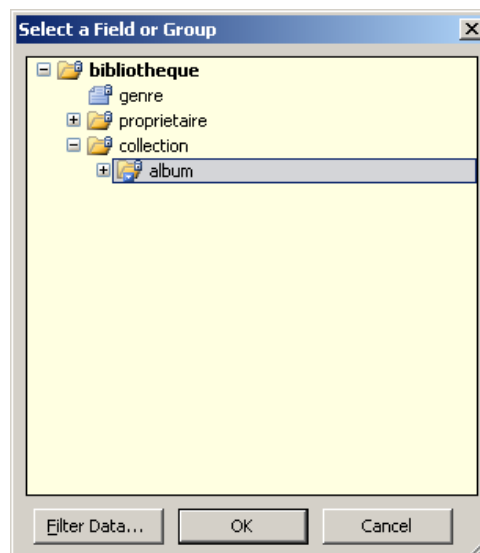 Select a Field or Group
bibliotheque
genre
proprietaire
collection
album
Filter Data...
OK
Cancel